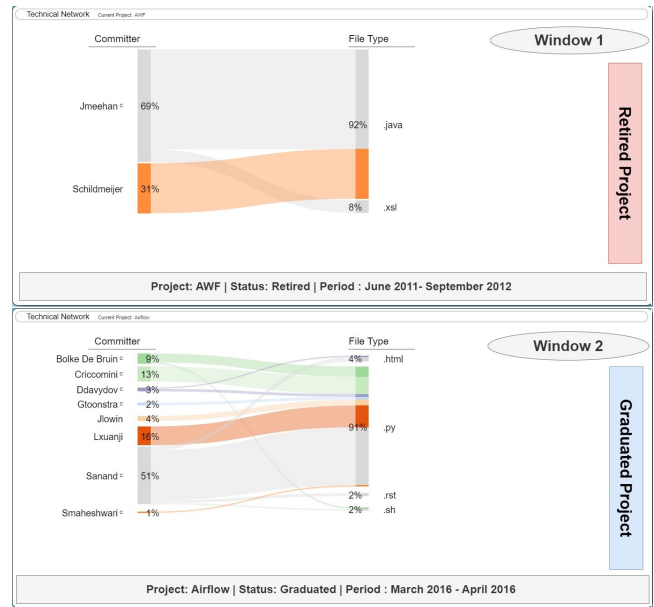 Technical Network Current Project AWF
Committer File Type Window 1
Jmeehan c 69% 92% .java
Schildmeijer 31% 8% .xsl
Retired Project
Project: AWF | Status: Retired | Period : June 2011- September 2012
Technical Network Current Project Airflow
Committer File Type Window 2
Bolke De Bruin c 9% 4% .html
Criccomini c 13%
Ddavydov c 3%
Gtoonstra c 2%
Jlowin 4%
Lxuanji 16% 91% .py
Sanand c 51%
2% .rst
Smaheshwari c 1% 2% .sh
Graduated Project
Project: Airflow | Status: Graduated | Period : March 2016 - April 2016